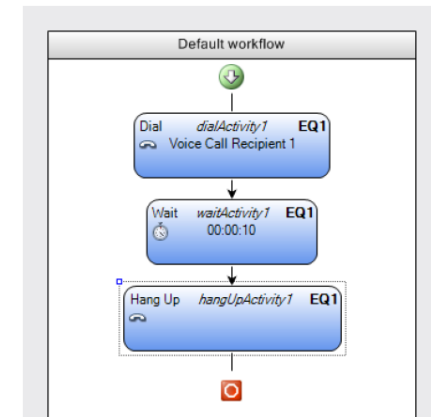 Default workflow
Dial dialActivity1 EQ1
Voice Call Recipient 1
Wait waitActivity1 EQ1
00:00:10
Hang Up hangUpActivity1 EQ1